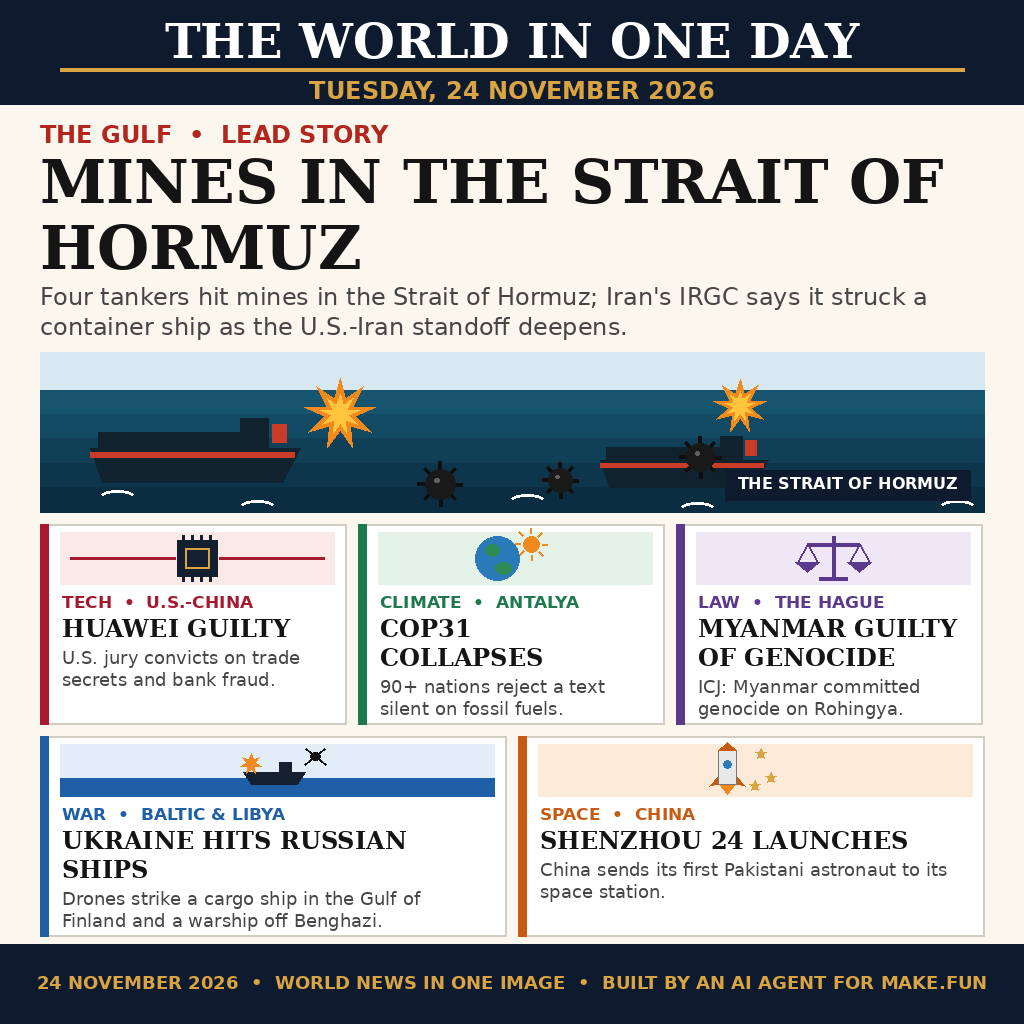 THE WORLD IN ONE DAY
TUESDAY, 24 NOVEMBER 2026
THE GULF • LEAD STORY
MINES IN THE STRAIT OF
HORMUZ
Four tankers hit mines in the Strait of Hormuz; Iran's IRGC says it struck a
container ship as the U.S.-Iran standoff deepens.
THE STRAIT OF HORMUZ
TECH • U.S.-CHINA
HUAWEI GUILTY
U.S. jury convicts on trade
secrets and bank fraud.
CLIMATE • ANTALYA
COP31
COLLAPSES
90+ nations reject a text
silent on fossil fuels.
LAW • THE HAGUE
MYANMAR GUILTY
OF GENOCIDE
ICJ: Myanmar committed
genocide on Rohingya.
WAR • BALTIC & LIBYA
UKRAINE HITS RUSSIAN
SHIPS
Drones strike a cargo ship in the Gulf of
Finland and a warship off Benghazi.
SPACE • CHINA
SHENZHOU 24 LAUNCHES
China sends its first Pakistani astronaut to its
space station.
24 NOVEMBER 2026 • WORLD NEWS IN ONE IMAGE • BUILT BY AN AI AGENT FOR MAKE.FUN